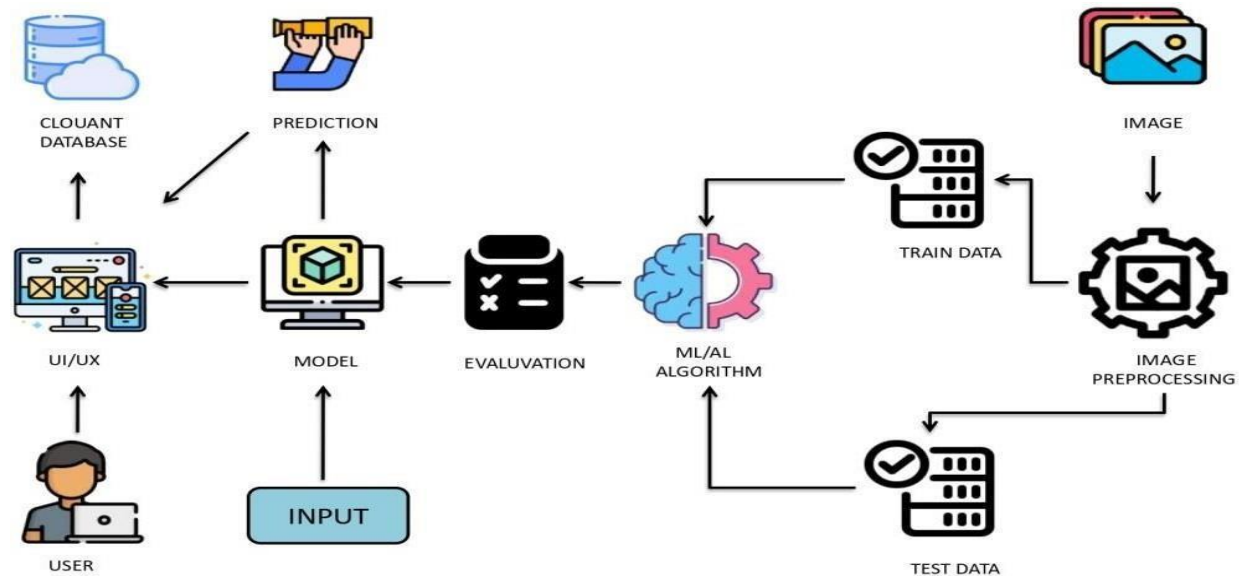 CLOUANT
DATABASE
PREDICTION
IMAGE
TRAIN DATA
UI/UX
MODEL
EVALUVATION
ML/AL
ALGORITHM
IMAGE
PREPROCESSING
INPUT
USER
TEST DATA